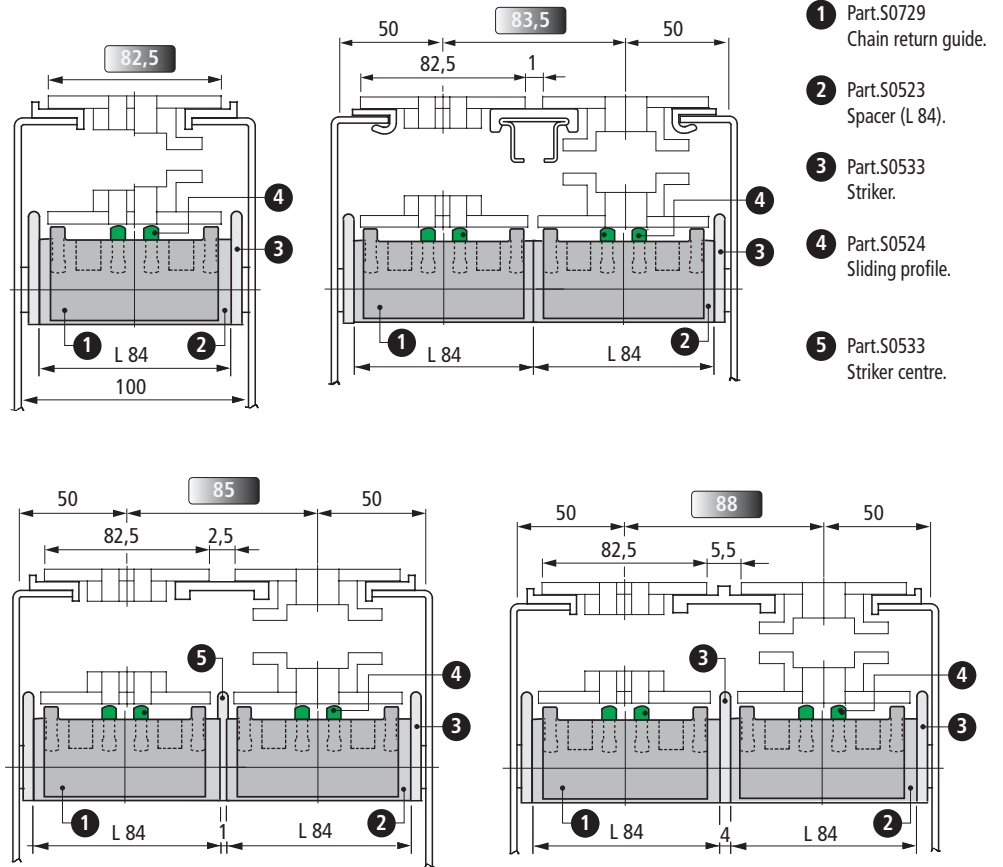 82,5
4
3
1
2
L 84
100
50
83,5
50
82,5
1
4
3
1
2
L 84
L 84
1 Part.S0729
Chain return guide.
2 Part.S0523
Spacer (L 84).
3 Part.S0533
Striker.
4 Part.S0524
Sliding profile.
5 Part.S0533
Striker centre.
50
85
50
82,5
2,5
5
4
3
1
2
L 84
1
L 84
50
88
50
82,5
5,5
3
4
3
1
2
L 84
4
L 84